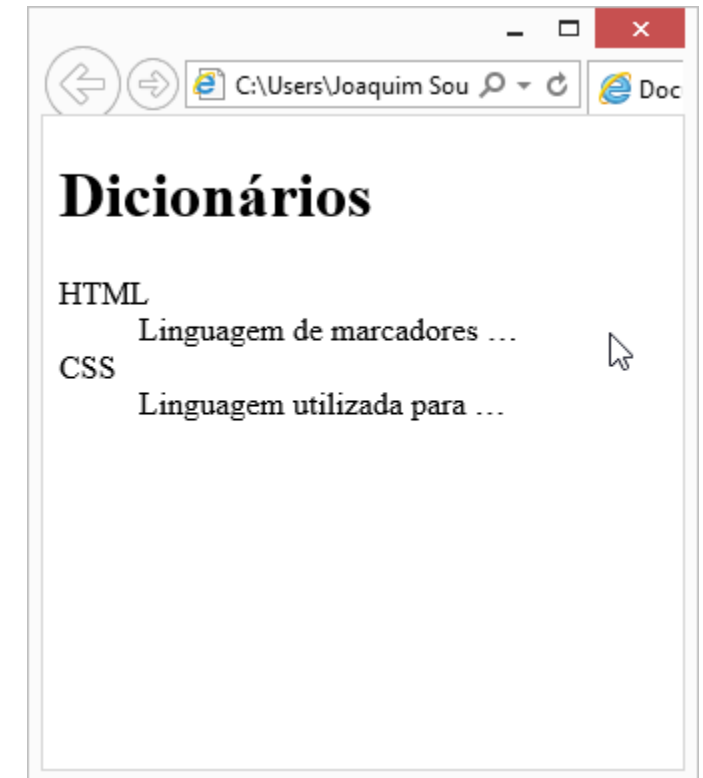 C:\Users\Joaquim Sou
Doc
Dicionários
HTML
Linguagem de marcadores …
CSS
Linguagem utilizada para …